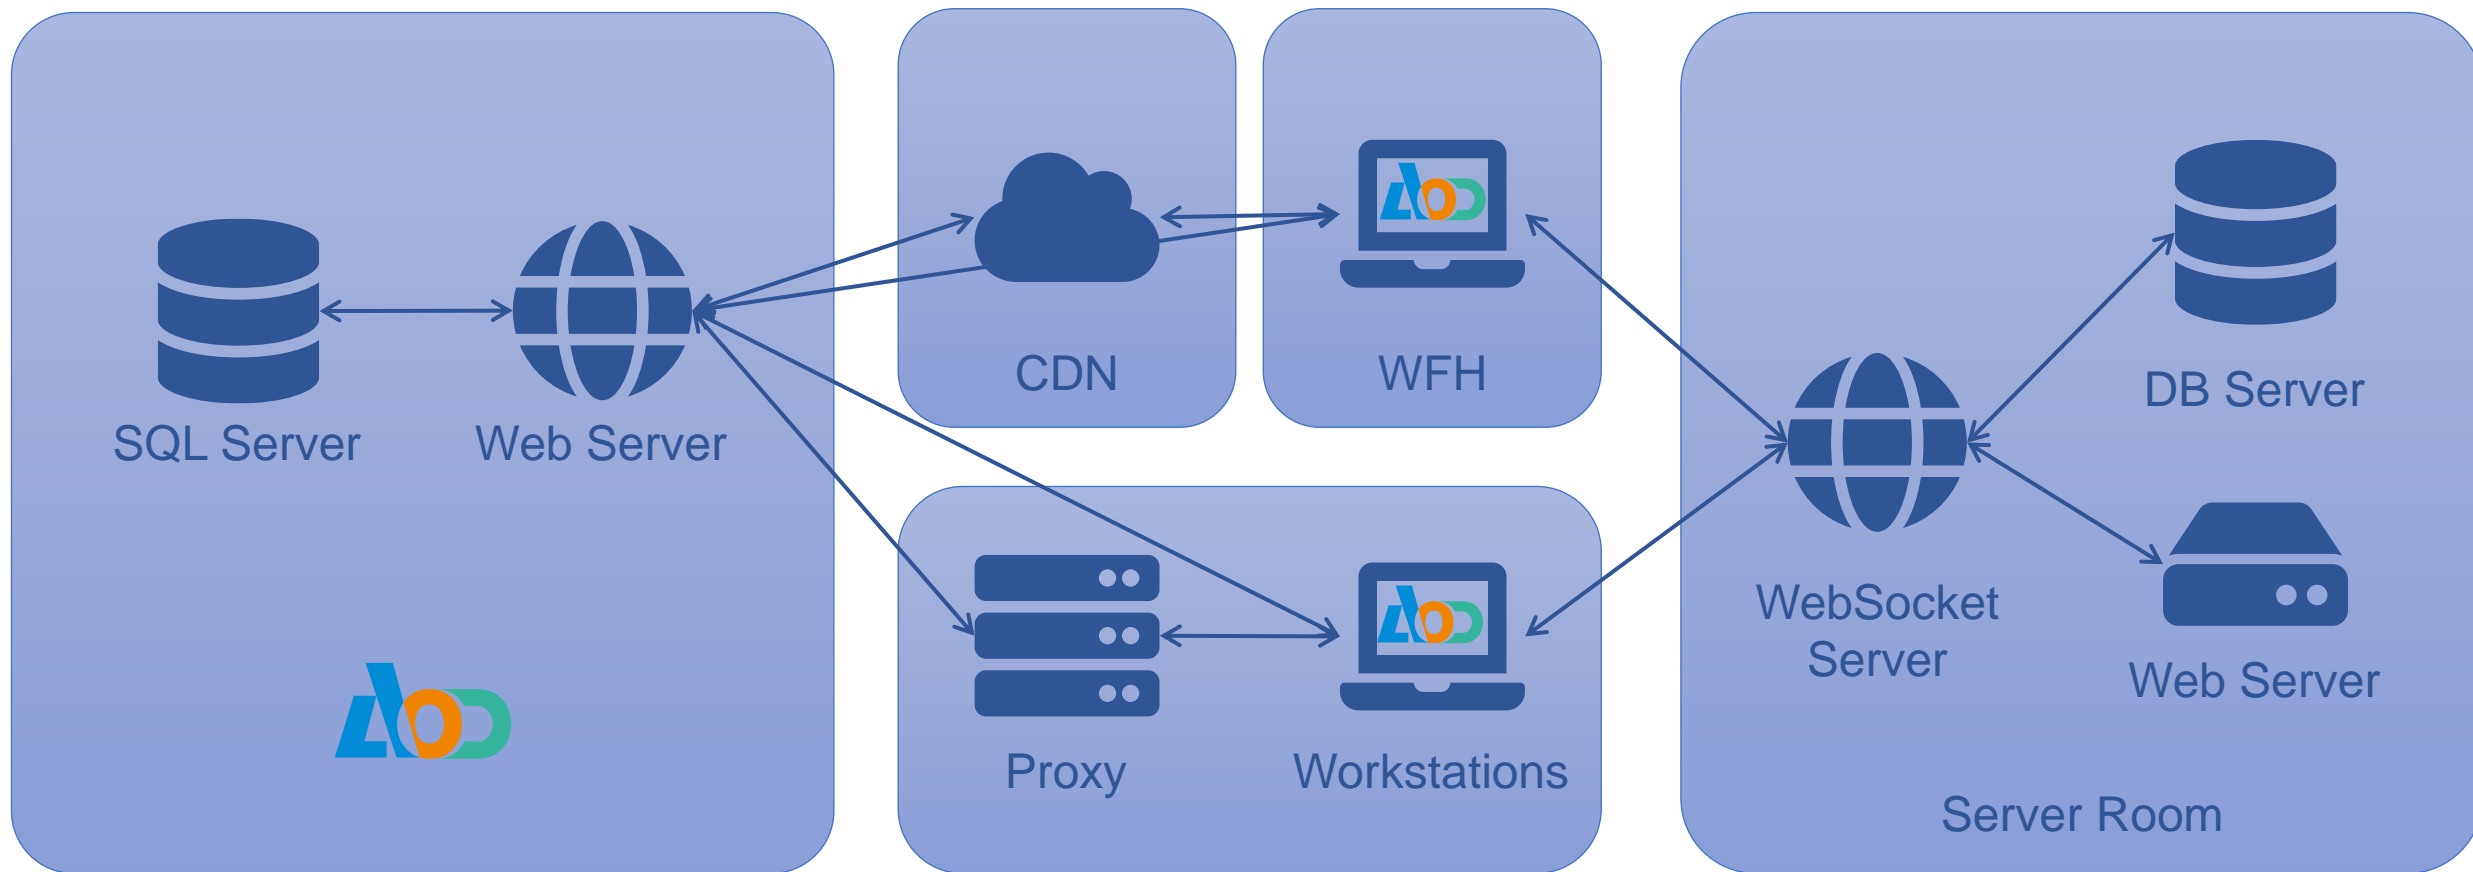 SQL Server
Web Server
CDN
WFH
Proxy
Workstations
WebSocket
Server
DB Server
Web Server
Server Room